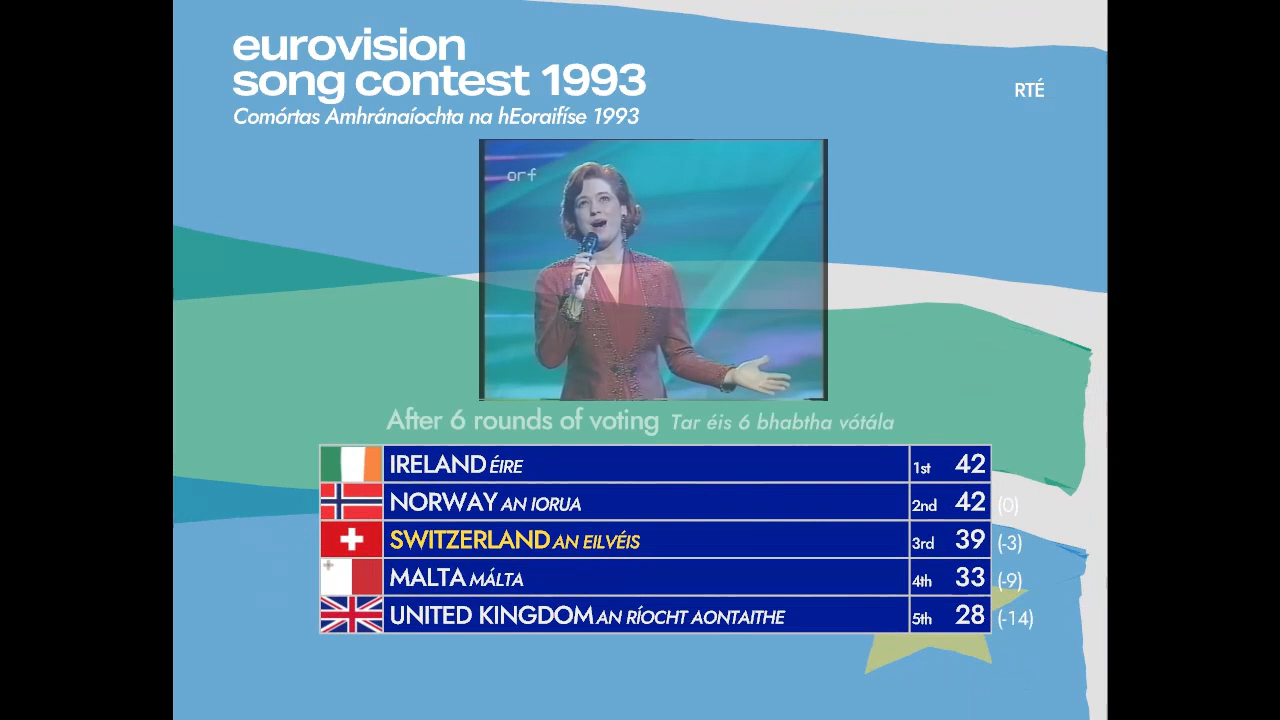 eurovision
song contest 1993
Comórtas Amhránaíochta na hEoraifíse 1993
RTÉ
orf
After 6 rounds of voting Tar éis 6 bhabhtha vótála
IRELAND ÉIRE 1st 42
NORWAY AN IORUA 2nd 42 (0)
SWITZERLAND AN EILVÉIS 3rd 39 (-3)
MALTA MÁLTA 4th 33 (-9)
UNITED KINGDOM AN RÍOCHT AONTAITHE 5th 28 (-14)